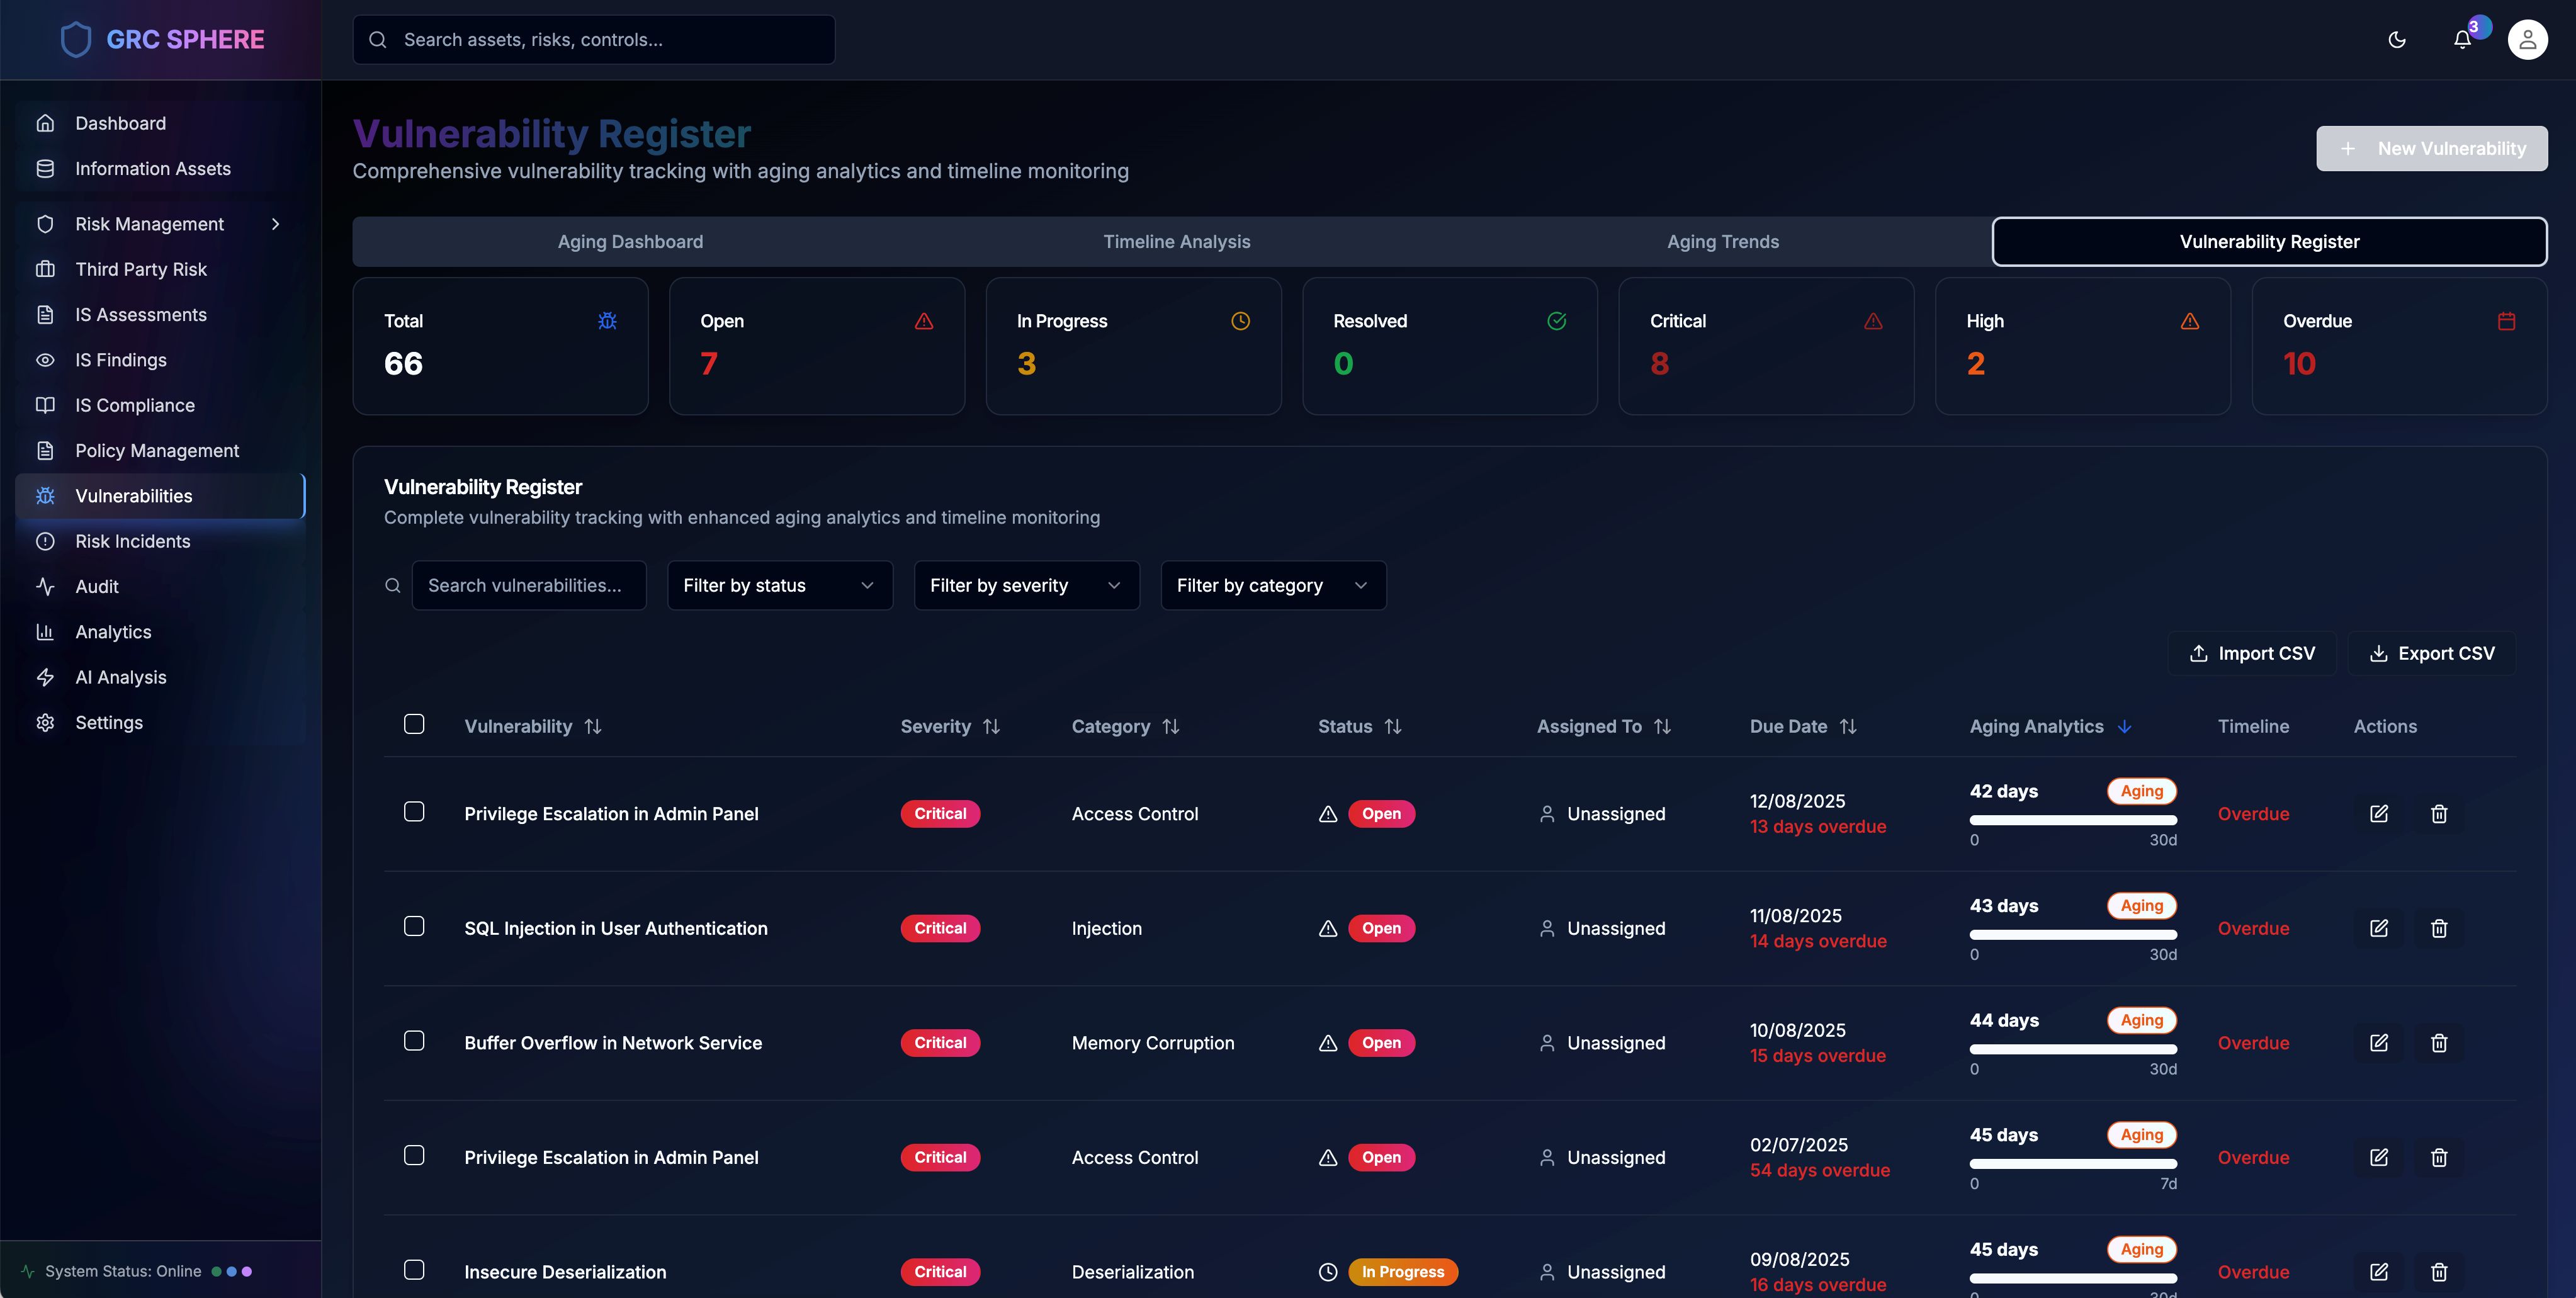 GRC SPHERE
Search assets, risks, controls...
3
Dashboard
Information Assets
Risk Management
Third Party Risk
IS Assessments
IS Findings
IS Compliance
Policy Management
Vulnerabilities
Risk Incidents
Audit
Analytics
AI Analysis
Settings
System Status: Online
Vulnerability Register
Comprehensive vulnerability tracking with aging analytics and timeline monitoring
+ New Vulnerability
Aging Dashboard Timeline Analysis Aging Trends Vulnerability Register
Total Open In Progress Resolved Critical High Overdue
66 7 3 0 8 2 10
Vulnerability Register
Complete vulnerability tracking with enhanced aging analytics and timeline monitoring
Search vulnerabilities... Filter by status Filter by severity Filter by category
Import CSV Export CSV
Vulnerability Severity Category Status Assigned To Due Date Aging Analytics Timeline Actions
42 days Aging
12/08/2025
Privilege Escalation in Admin Panel Critical Access Control Open Unassigned Overdue
13 days overdue
0 30d
43 days Aging
11/08/2025
SQL Injection in User Authentication Critical Injection Open Unassigned Overdue
14 days overdue
0 30d
44 days Aging
10/08/2025
Buffer Overflow in Network Service Critical Memory Corruption Open Unassigned Overdue
15 days overdue
0 30d
45 days Aging
02/07/2025
Privilege Escalation in Admin Panel Critical Access Control Open Unassigned Overdue
54 days overdue
0 7d
45 days Aging
09/08/2025
Insecure Deserialization Critical Deserialization In Progress Unassigned Overdue
16 days overdue
0 30d